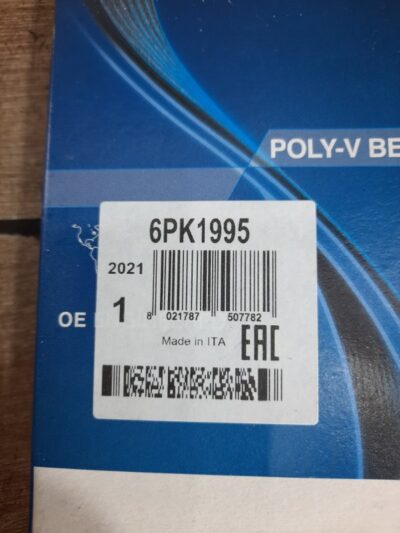 POLY-V BE
6PK1995
2021
1
8 021787 507782
OE
Made in ITA
EAC